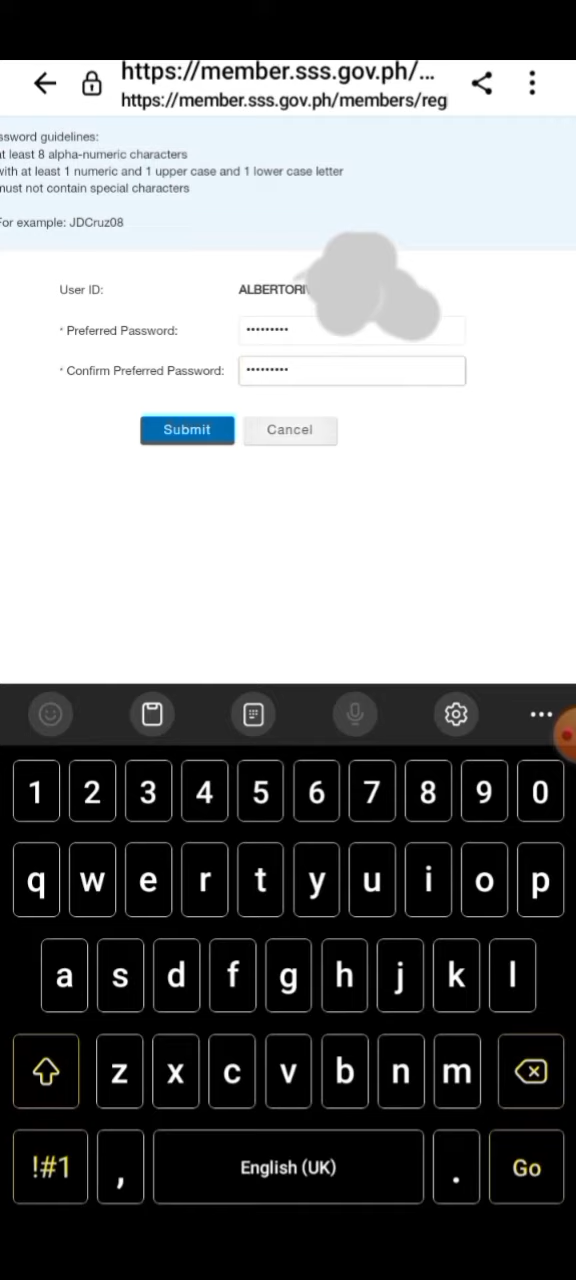 https://member.sss.gov.ph/...
https://member.sss.gov.ph/members/reg
ssword guidelines:
at least 8 alpha-numeric characters
with at least 1 numeric and 1 upper case and 1 lower case letter
must not contain special characters
For example: JDCruz08
User ID: ALBERTORI
* Preferred Password: •••••••••
* Confirm Preferred Password: •••••••••
Submit Cancel
1 2 3 4 5 6 7 8 9 0
q w e r t y u i o p
a s d f g h j k l
z x c v b n m
!#1 , English (UK) . Go